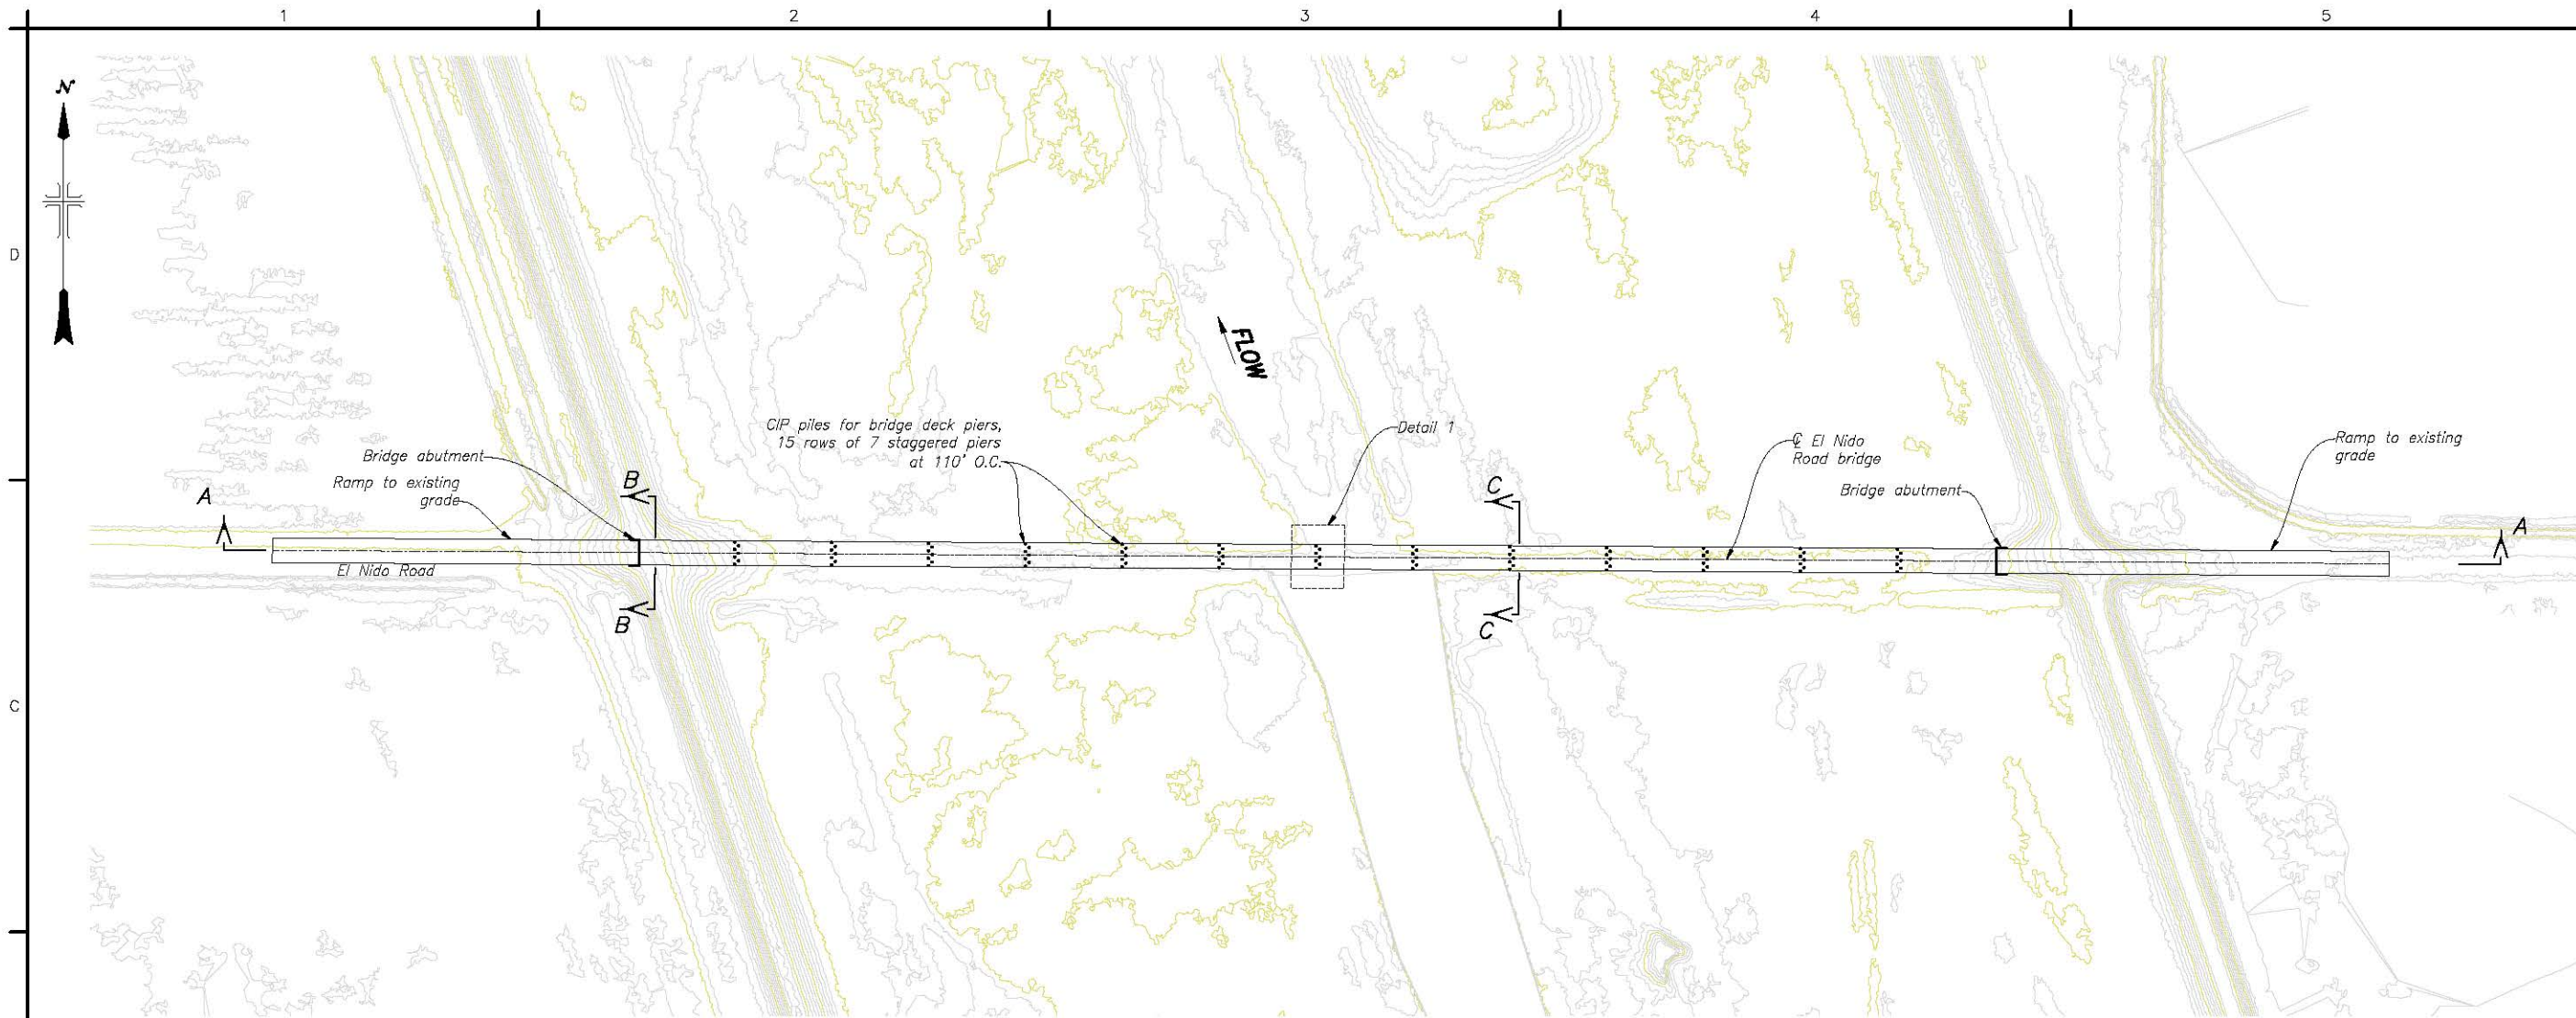 1 2 3 4 5
N
D
FLOW
CIP piles for bridge deck piers,
15 rows of 7 staggered piers
at 110' O.C.
Detail 1
℄ El Nido
Road bridge
Ramp to existing
grade
Bridge abutment
Ramp to existing
grade
Bridge abutment
A
B
C
A
El Nido Road
B
C
C